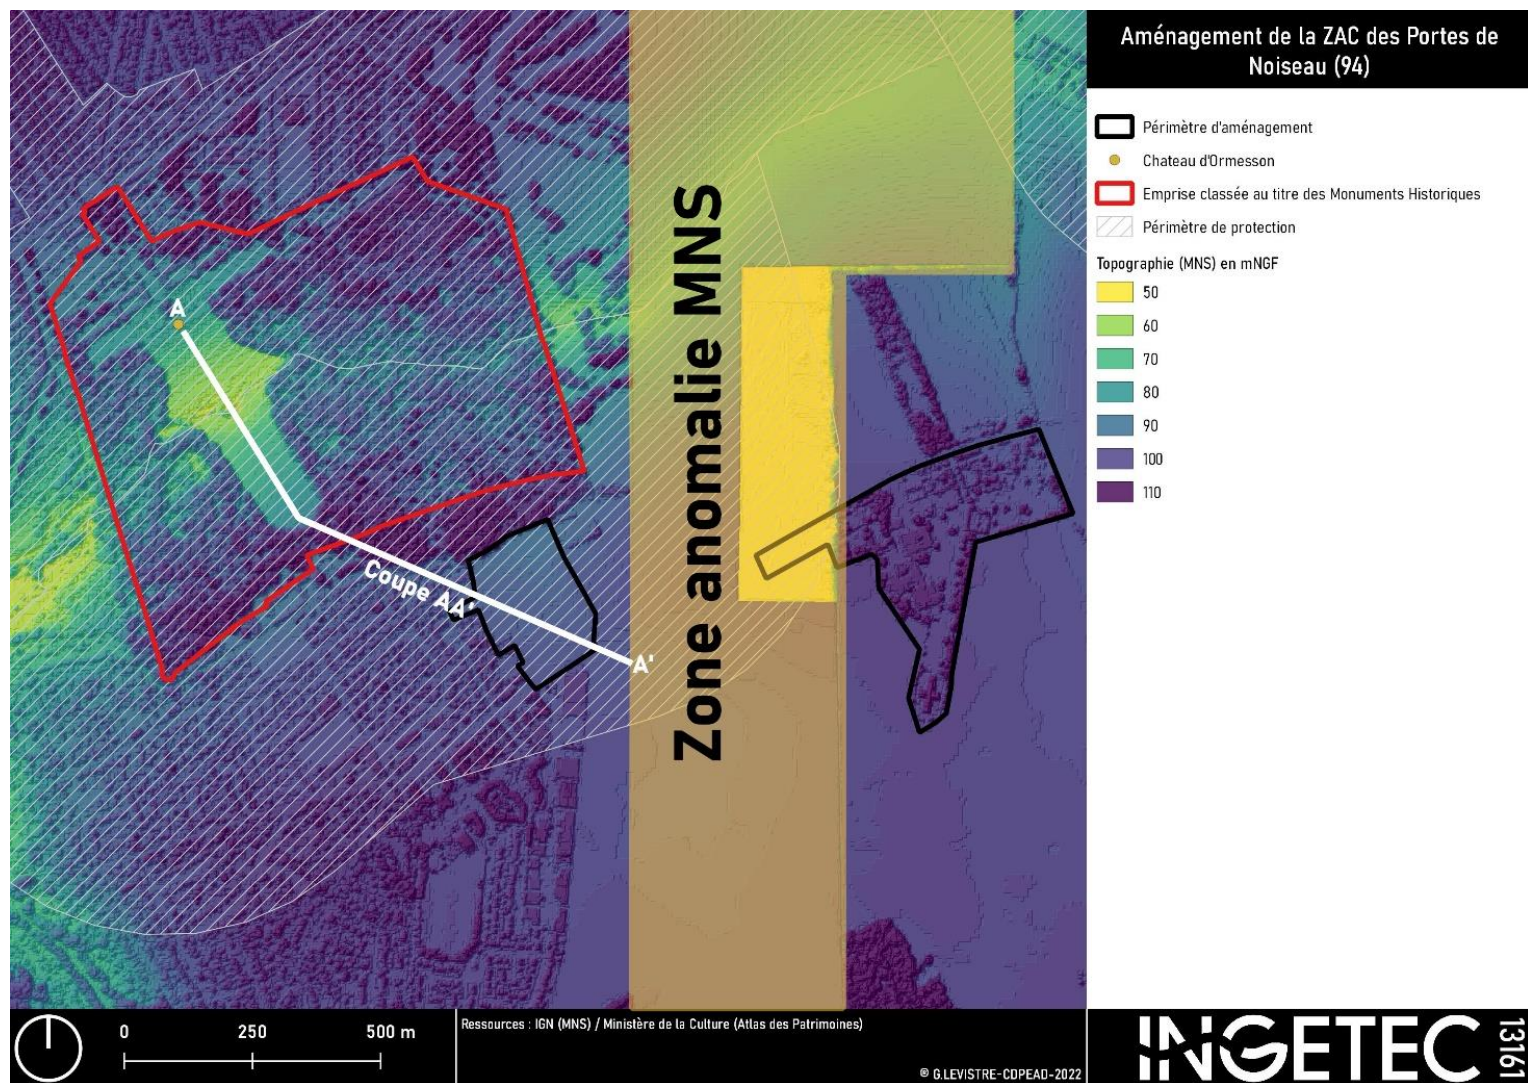 Aménagement de la ZAC des Portes de
Noiseau (94)
Périmètre d'aménagement
Chateau d'Ormesson
Emprise classée au titre des Monuments Historiques
Périmètre de protection
Topographie (MNS) en mNGF
50
60
70
80
90
100
110
A
Coupe AA'
A'
Zone anomalie MNS
0 250 500 m
Ressources : IGN (MNS) / Ministère de la Culture (Atlas des Patrimoines)
© G.LEVISTRE-CDPEAD-2022
INGETEC
13161